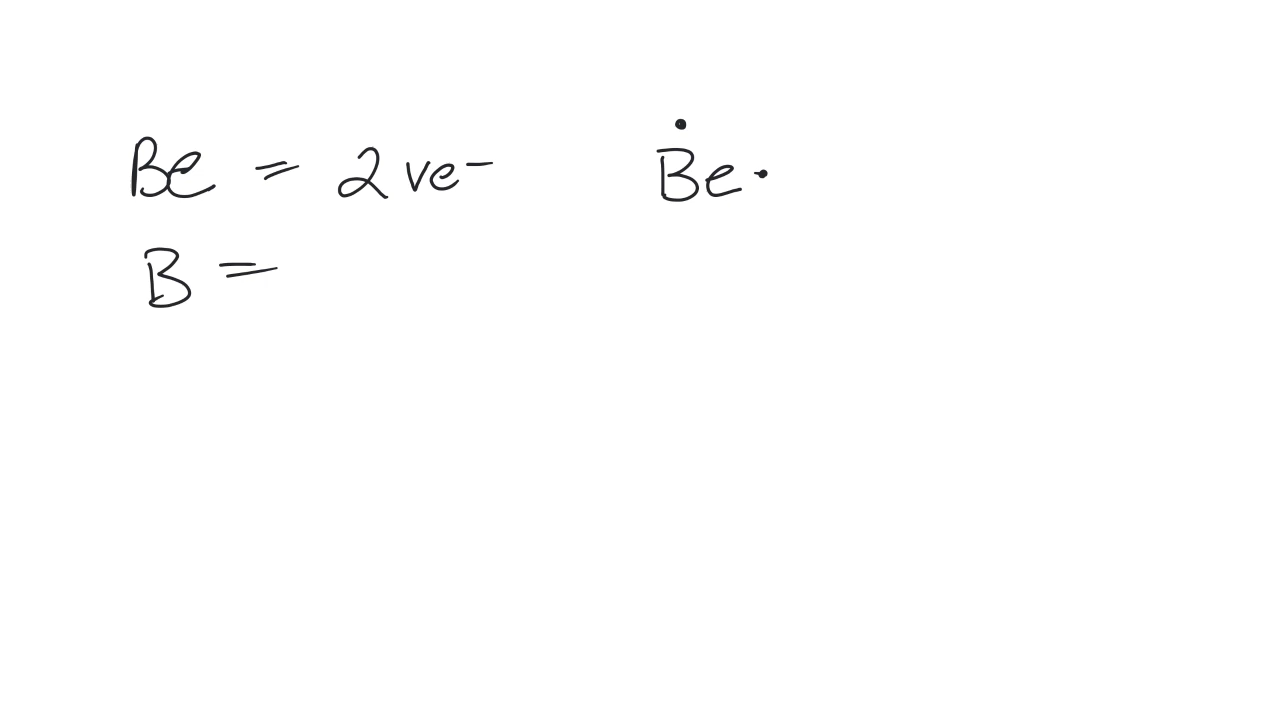 Be = 2 ve⁻ Ḃe·
B =